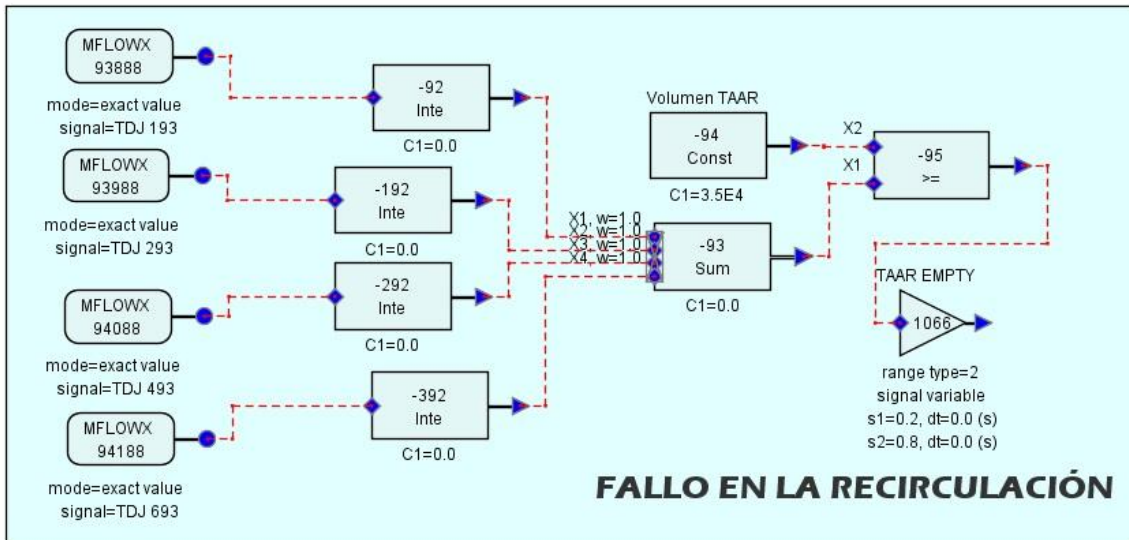 MFLOWX
93888
mode=exact value
signal=TDJ 193
-92
Inte
C1=0.0
MFLOWX
93988
mode=exact value
signal=TDJ 293
-192
Inte
C1=0.0
MFLOWX
94088
mode=exact value
signal=TDJ 493
-292
Inte
C1=0.0
MFLOWX
94188
mode=exact value
signal=TDJ 693
-392
Inte
C1=0.0
Volumen TAAR
-94
Const
C1=3.5E4
X1, w=1.0
X2, w=1.0
X3, w=1.0
X4, w=1.0
-93
Sum
C1=0.0
X2
X1
-95
>=
TAAR EMPTY
1066
range type=2
signal variable
s1=0.2, dt=0.0 (s)
s2=0.8, dt=0.0 (s)
FALLO EN LA RECIRCULACIÓN